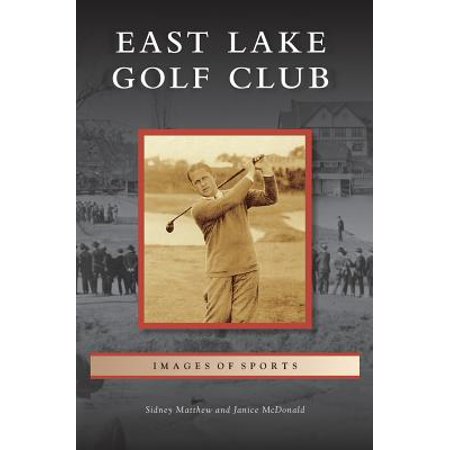 EAST LAKE
GOLF CLUB
IMAGES OF SPORTS
Sidney Matthew and Janice McDonald